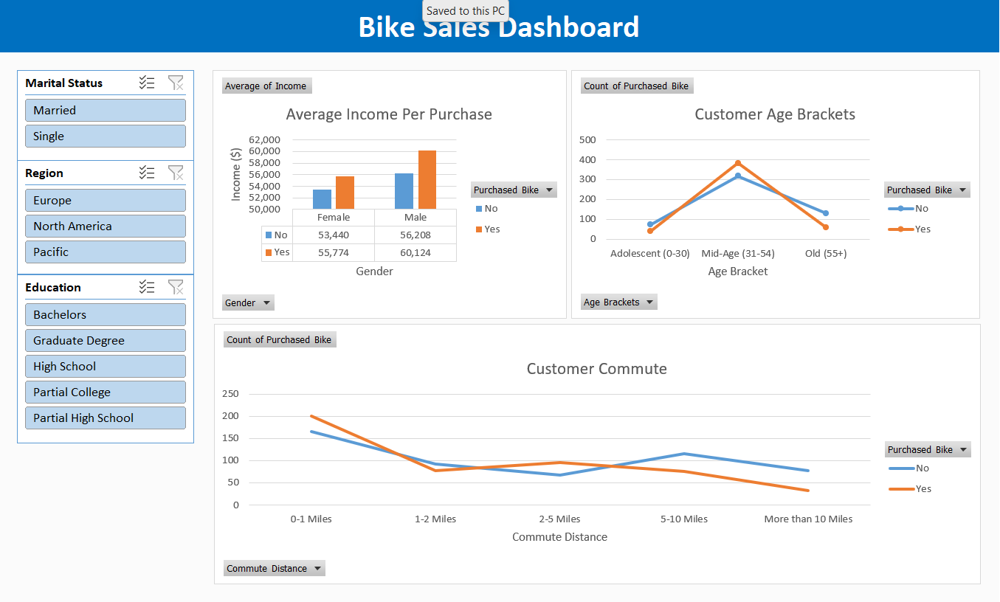 Saved to this PC
Bike Sales Dashboard
Marital Status
Married
Single
Region
Europe
North America
Pacific
Education
Bachelors
Graduate Degree
High School
Partial College
Partial High School
Average of Income
Average Income Per Purchase
Income ($)
62,000
60,000
58,000
56,000
54,000
52,000
50,000
Female Male
No 53,440 56,208
Yes 55,774 60,124
Gender
Purchased Bike
No
Yes
Gender
Count of Purchased Bike
Customer Age Brackets
500
400
300
200
100
0
Adolescent (0-30) Mid-Age (31-54) Old (55+)
Age Bracket
Purchased Bike
No
Yes
Age Brackets
Count of Purchased Bike
Customer Commute
250
200
150
100
50
0
0-1 Miles 1-2 Miles 2-5 Miles 5-10 Miles More than 10 Miles
Commute Distance
Purchased Bike
No
Yes
Commute Distance